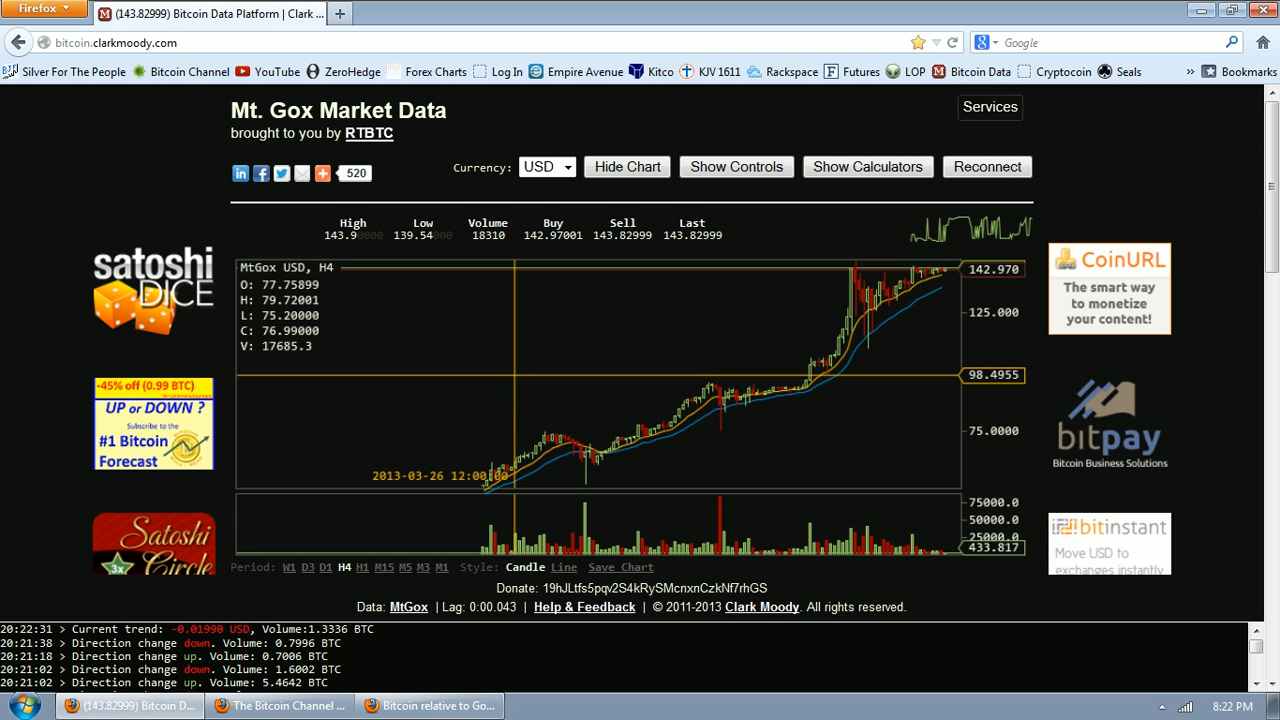 Firefox
(143.82999) Bitcoin Data Platform | Clark ...
bitcoin.clarkmoody.com
Google
Silver For The People
Bitcoin Channel
YouTube
ZeroHedge
Forex Charts
Log In
Empire Avenue
Kitco
KJV 1611
Rackspace
Futures
LOP
Bitcoin Data
Cryptocoin
Seals
»
Bookmarks
Mt. Gox Market Data
Services
brought to you by RTBTC
520
Currency: USD
Hide Chart
Show Controls
Show Calculators
Reconnect
High Low Volume Buy Sell Last
143.90000 139.54000 18310 142.97001 143.82999 143.82999
satoshi
DICE
-45% off (0.99 BTC)
UP or DOWN ?
Subscribe to the
#1 Bitcoin
Forecast
Satoshi
Circle
3x
MtGox USD, H4
O: 77.75899
H: 79.72001
L: 75.20000
C: 76.99000
V: 17685.3
142.970
125.000
98.4955
75.0000
2013-03-26 12:00:00
75000.0
50000.0
25000.0
433.817
CoinURL
The smart way
to monetize
your content!
bitpay
Bitcoin Business Solutions
bitinstant
Move USD to
exchanges instantly
Period: W1 D3 D1 H4 H1 M15 M5 M3 M1 Style: Candle Line Save Chart
Donate: 19hJLtfs5pqv2S4kRySMcnxnCzkNf7rhGS
Data: MtGox | Lag: 0:00.043 | Help & Feedback | © 2011-2013 Clark Moody. All rights reserved.
20:22:31 > Current trend: -0.01990 USD, Volume:1.3336 BTC
20:21:38 > Direction change down. Volume: 0.7996 BTC
20:21:18 > Direction change up. Volume: 0.7006 BTC
20:21:02 > Direction change down. Volume: 1.6002 BTC
20:21:02 > Direction change up. Volume: 5.4642 BTC
(143.82999) Bitcoin D...
The Bitcoin Channel ...
Bitcoin relative to Go...
8:22 PM